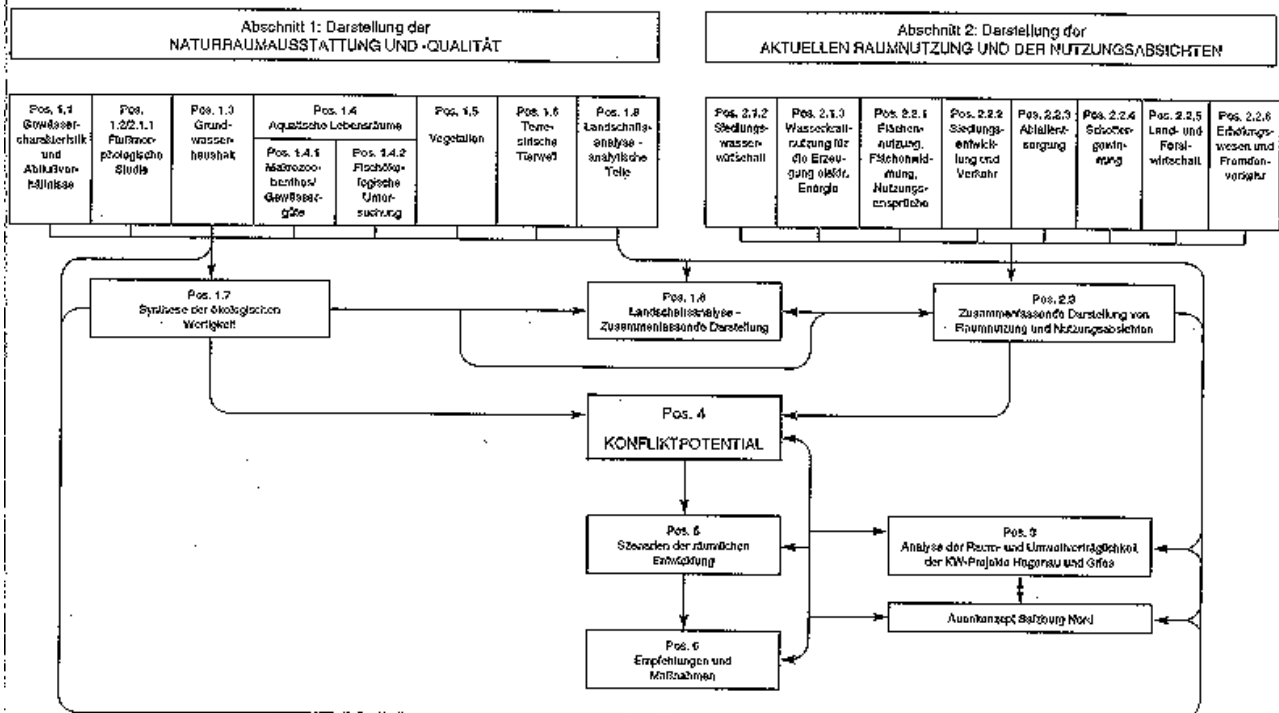 Abschnitt 1: Darstellung der
NATURRAUMAUSSTATTUNG UND -QUALITÄT
Abschnitt 2: Darstellung der
AKTUELLEN RAUMNUTZUNG UND DER NUTZUNGSABSICHTEN
Pos. 1.1
Gewässer-
charakteristik
und
Abflußver-
hältnisse
Pos.
1.2/2.1.1
Flußmor-
phologische
Studie
Pos. 1.3
Grund-
wasser-
haushalt
Pos. 1.4
Aquatische Lebensräume
Pos. 1.4.1
Makrozoo-
benthos/
Gewässer-
güte
Pos. 1.4.2
Fischöko-
logische
Unter-
suchung
Pos. 1.5
Vegetation
Pos. 1.6
Terre-
strische
Tierwelt
Pos. 1.8
Landschafts-
analyse -
analytische
Teile
Pos. 2.1.2
Siedlungs-
wasser-
wirtschaft
Pos. 2.1.3
Wasserkraft-
nutzung für
die Erzeu-
gung elektr.
Energie
Pos. 2.2.1
Flächen-
nutzung,
Flächenwid-
mung,
Nutzungs-
ansprüche
Pos. 2.2.2
Siedlungs-
entwick-
lung und
Verkehr
Pos. 2.2.3
Abfallent-
sorgung
Pos. 2.2.4
Schotter-
gewin-
nung
Pos. 2.2.5
Land- und
Forst-
wirtschaft
Pos. 2.2.6
Erholungs-
wesen und
Fremden-
verkehr
Pos. 1.7
Synthese der ökologischen
Wertigkeit
Pos. 1.8
Landschaftsanalyse -
Zusammenfassende Darstellung
Pos. 2.3
Zusammenfassende Darstellung von
Raumnutzung und Nutzungsabsichten
Pos. 4
KONFLIKTPOTENTIAL
Pos. 5
Szenarien der räumlichen
Entwicklung
Pos. 3
Analyse der Raum- und Umweltverträglichkeit
der KW-Projekte Hagenau und Gries
Auenkonzept Salzburg Nord
Pos. 6
Empfehlungen und
Maßnahmen